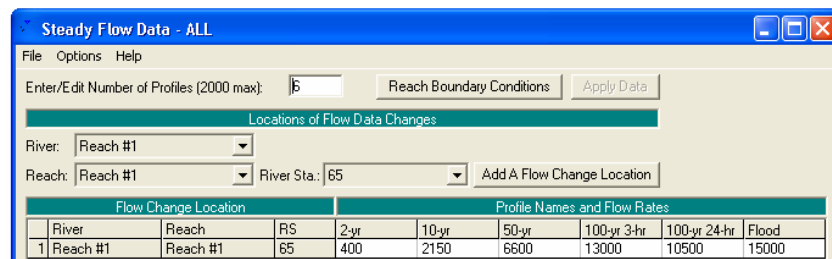 Steady Flow Data - ALL
File Options Help
Enter/Edit Number of Profiles (2000 max): 6 Reach Boundary Conditions Apply Data
Locations of Flow Data Changes
River: Reach #1
Reach: Reach #1 River Sta.: 65 Add A Flow Change Location
Flow Change Location Profile Names and Flow Rates
River Reach RS 2-yr 10-yr 50-yr 100-yr 3-hr 100-yr 24-hr Flood
1 Reach #1 Reach #1 65 400 2150 6600 13000 10500 15000